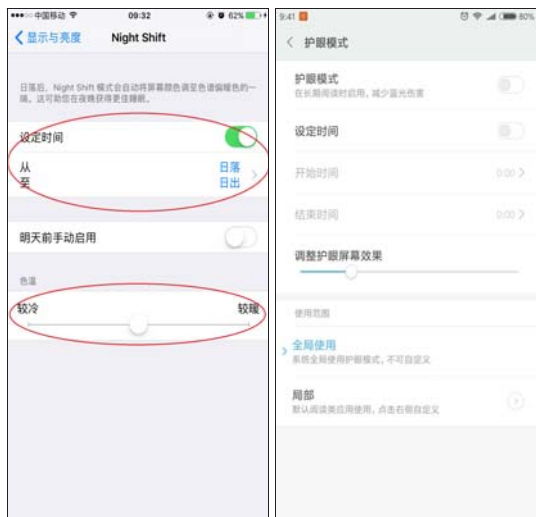 中国移动
09:32
62%
显示与亮度
Night Shift
日落后，Night Shift 模式会自动将屏幕颜色调至色谱偏暖色的一
端。这可助您在夜晚获得更佳睡眠。
设定时间
从
日落
至
日出
明天前手动启用
色温
较冷
较暖
9:41
80%
护眼模式
护眼模式
在长期阅读时启用，减少蓝光伤害
设定时间
开始时间
0:00
结束时间
0:00
调整护眼屏幕效果
使用范围
全局使用
系统全局使用护眼模式，不可自定义
局部
默认阅读类应用使用，点击右侧自定义